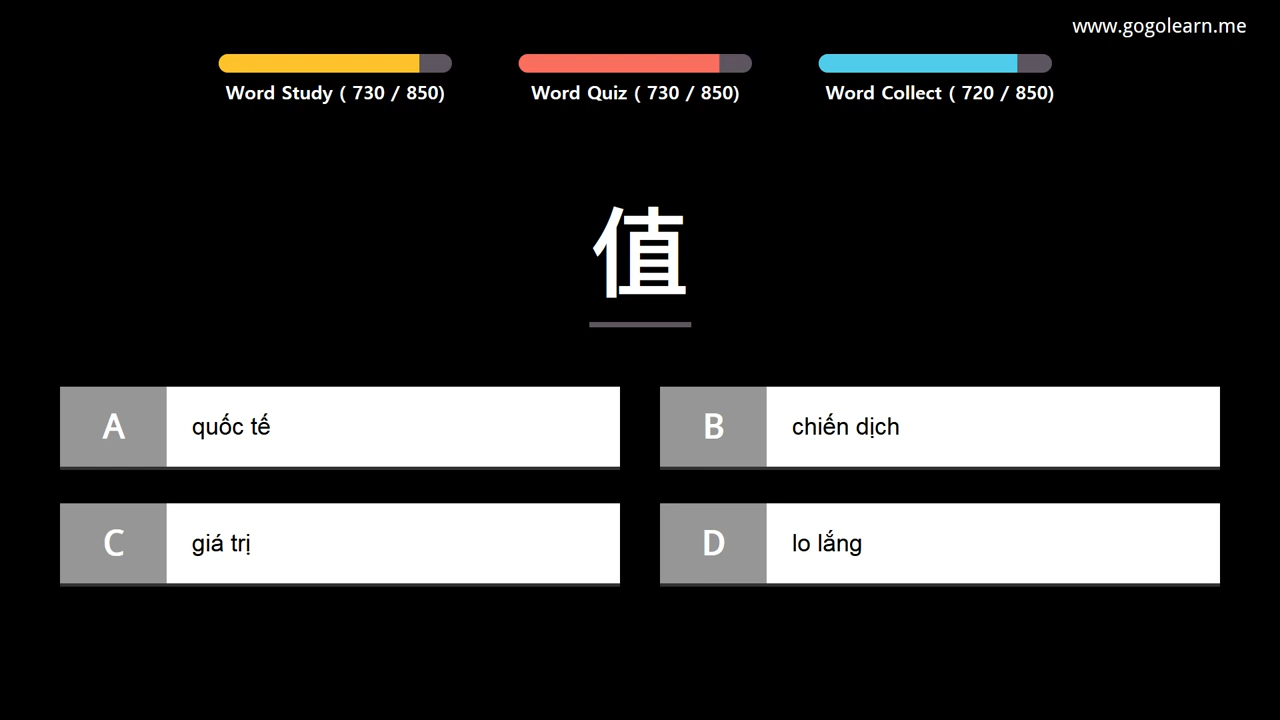 www.gogolearn.me
Word Study ( 730 / 850)
Word Quiz ( 730 / 850)
Word Collect ( 720 / 850)
值
A quốc tế
B chiến dịch
C giá trị
D lo lắng